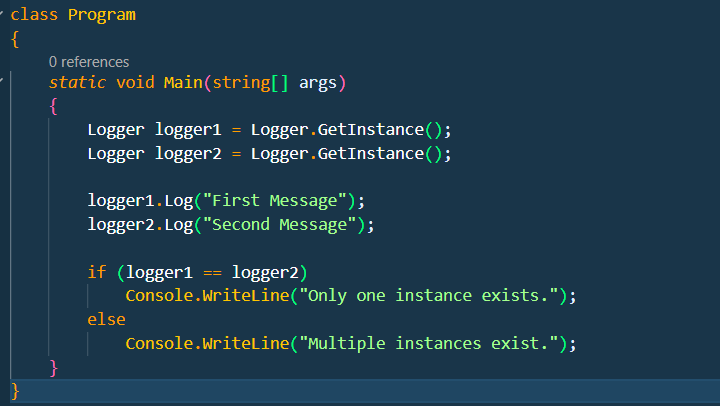 class Program
{
0 references
static void Main(string[] args)
{
Logger logger1 = Logger.GetInstance();
Logger logger2 = Logger.GetInstance();
logger1.Log("First Message");
logger2.Log("Second Message");
if (logger1 == logger2)
Console.WriteLine("Only one instance exists.");
else
Console.WriteLine("Multiple instances exist.");
}
}